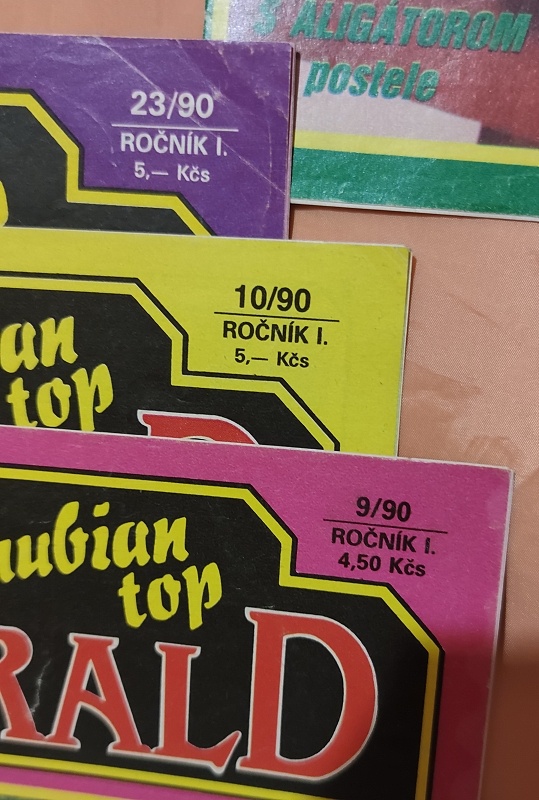 S ALIGÁTOROM
postele
23/90
ROČNÍK I.
5,— Kčs
10/90
ROČNÍK I.
5,— Kčs
top
9/90
ROČNÍK I.
4,50 Kčs
ubian
top
RALD